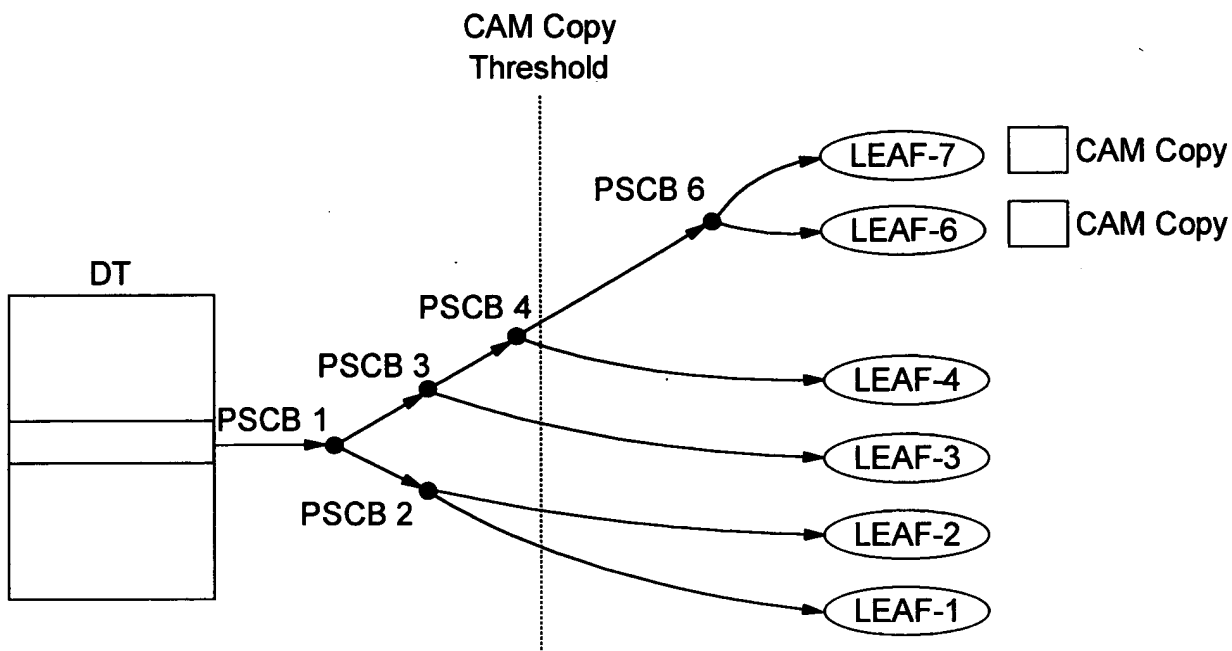 CAM Copy
Threshold
LEAF-7
CAM Copy
PSCB 6
LEAF-6
CAM Copy
DT
PSCB 4
PSCB 3
LEAF-4
PSCB 1
LEAF-3
PSCB 2
LEAF-2
LEAF-1